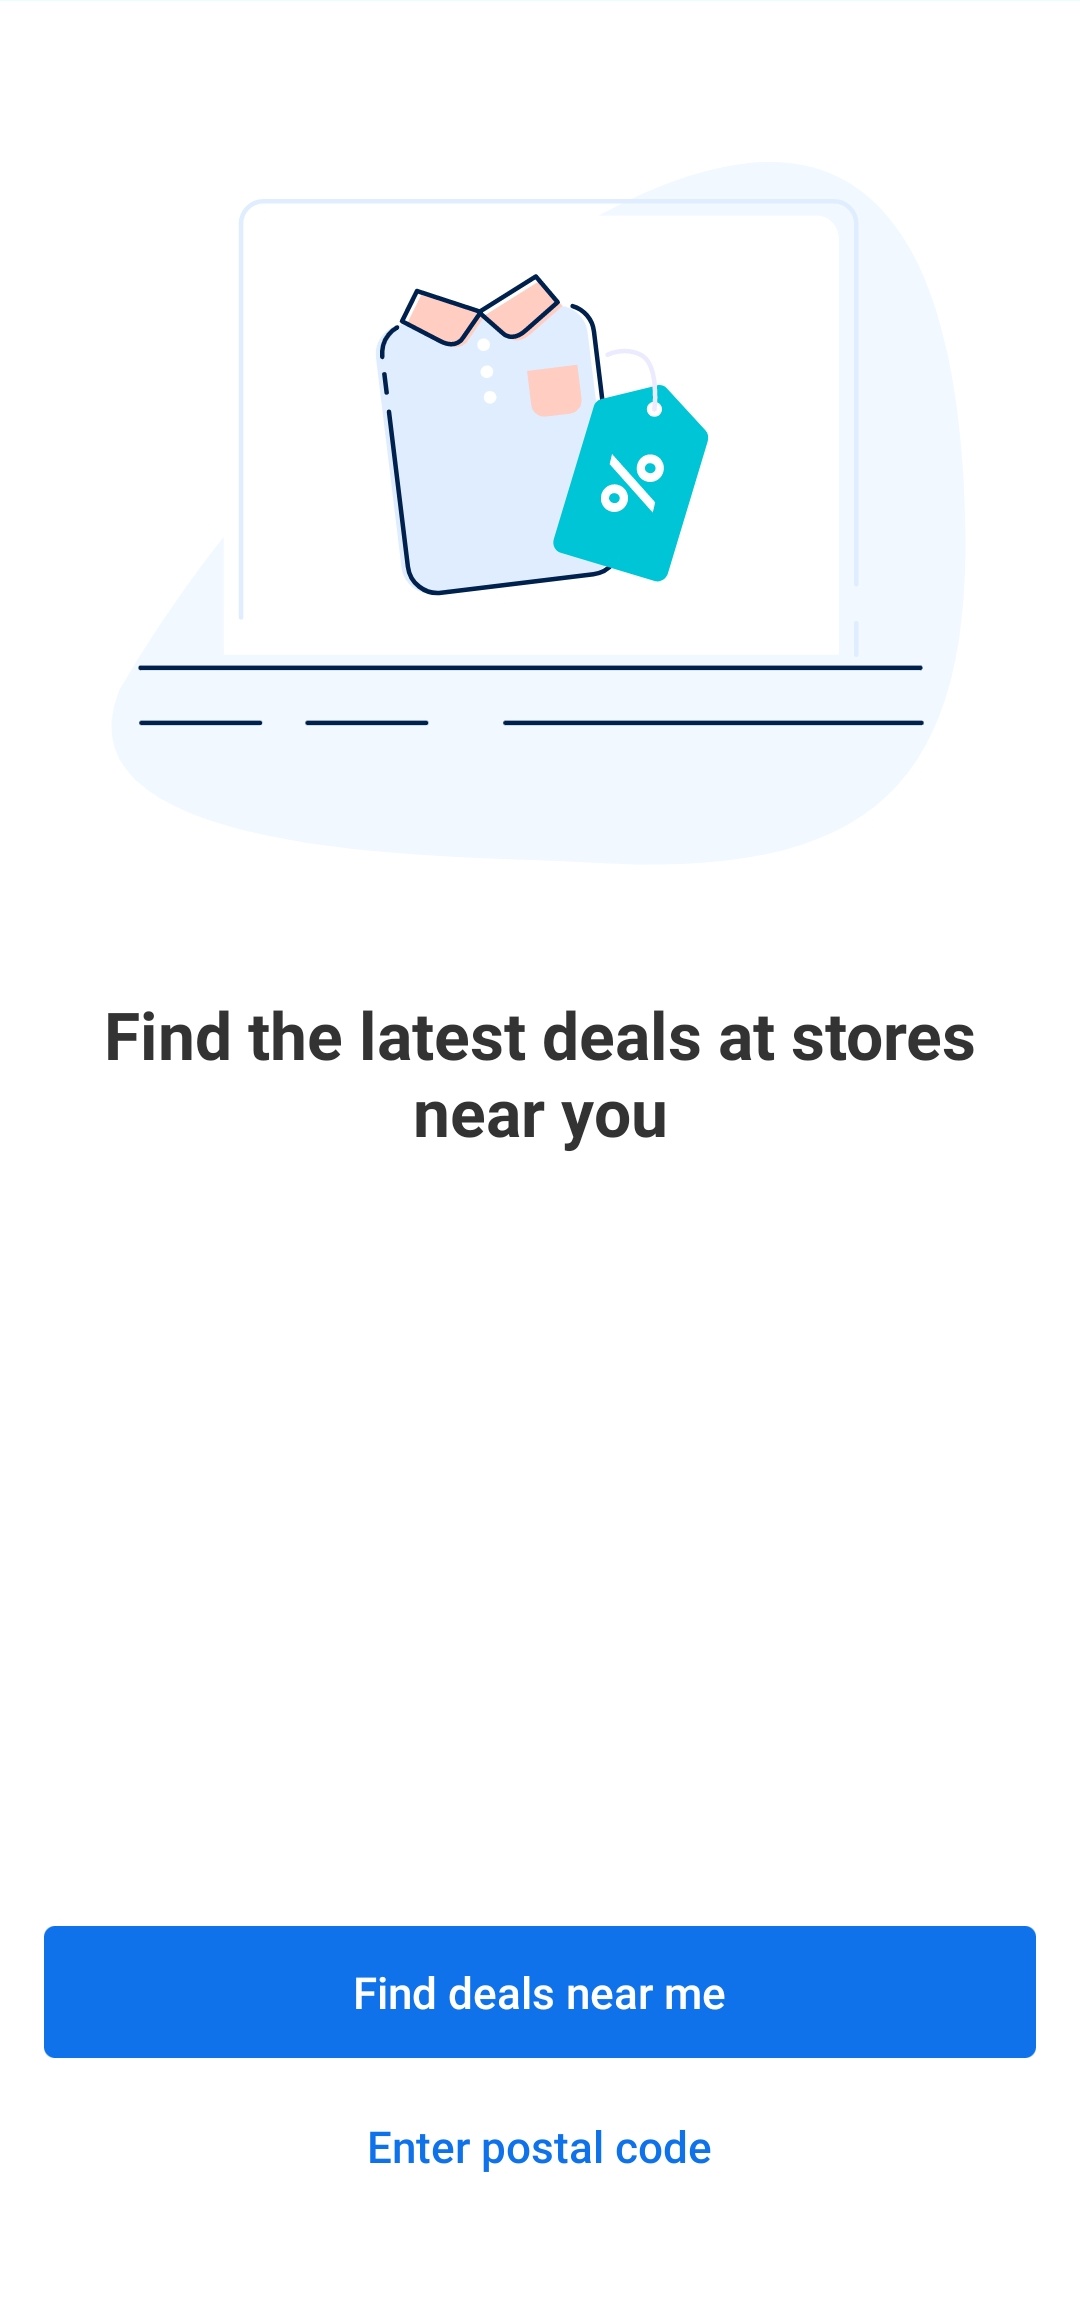 %
Find the latest deals at stores
near you
Find deals near me
Enter postal code